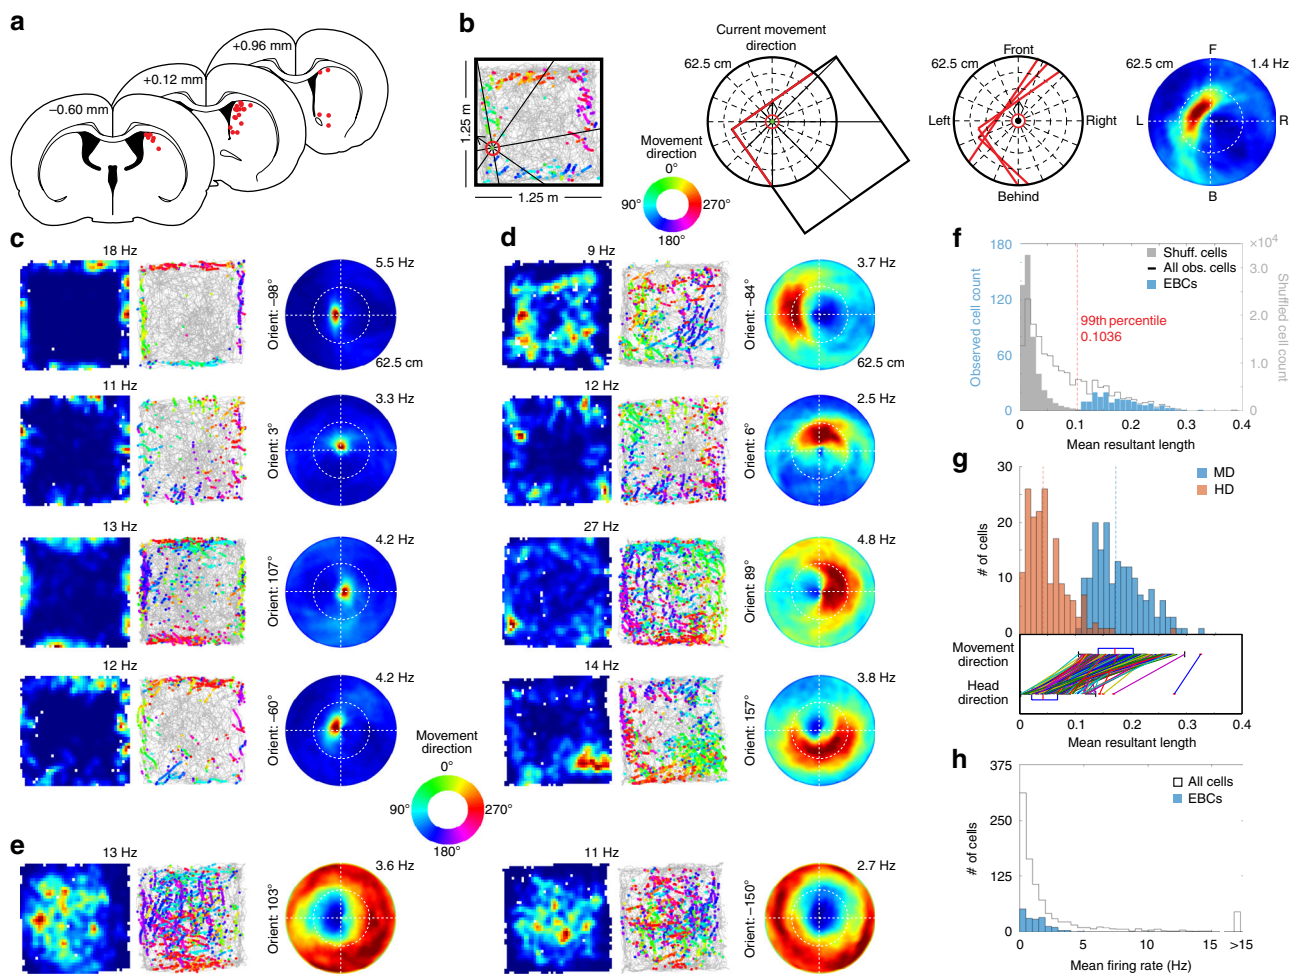 a
+0.96 mm
+0.12 mm
−0.60 mm
b
1.25 m
1.25 m
Current movement
direction
62.5 cm
Movement
direction
0°
90°
270°
180°
Front
62.5 cm
Left
Right
Behind
F
62.5 cm
1.4 Hz
L
R
B
c
18 Hz
Orient: −98°
5.5 Hz
62.5 cm
11 Hz
Orient: 3°
3.3 Hz
13 Hz
Orient: 107°
4.2 Hz
12 Hz
Orient: −60°
4.2 Hz
Movement
direction
0°
90°
270°
180°
d
9 Hz
Orient: −84°
3.7 Hz
62.5 cm
12 Hz
Orient: 6°
2.5 Hz
27 Hz
Orient: 89°
4.8 Hz
14 Hz
Orient: 157°
3.8 Hz
e
13 Hz
Orient: 103°
3.6 Hz
11 Hz
Orient: −150°
2.7 Hz
f
Observed cell count
180
120
60
0
Shuff. cells
All obs. cells
EBCs
99th percentile
0.1036
×10⁴
3.0
2.0
1.0
0
Shuffled cell count
0 0.1 0.2 0.3 0.4
Mean resultant length
g
# of cells
30
20
10
0
MD
HD
Movement
direction
Head
direction
0 0.1 0.2 0.3 0.4
Mean resultant length
h
# of cells
375
250
125
0
All cells
EBCs
0 5 10 15 >15
Mean firing rate (Hz)